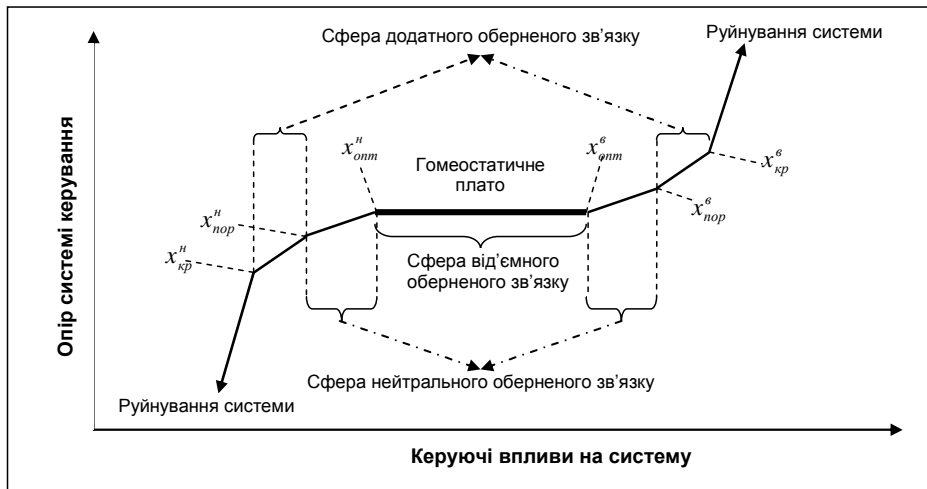 Сфера додатного оберненого зв'язку
Руйнування системи
x^н_опт
x^в_опт
Гомеостатичне
плато
x^в_кр
x^н_пор
x^в_пор
x^н_кр
Сфера від'ємного
оберненого зв'язку
Опір системі керування
Сфера нейтрального оберненого зв'язку
Руйнування системи
Керуючі впливи на систему